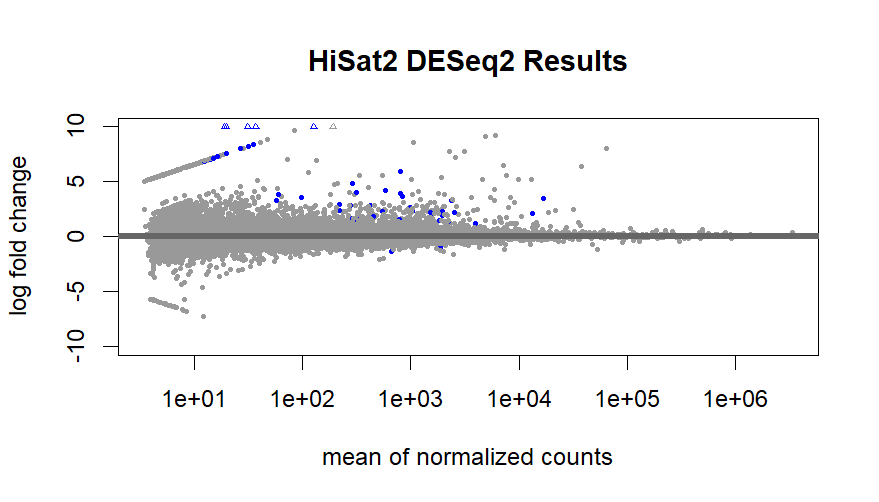 HiSat2 DESeq2 Results
log fold change
10
5
0
-5
-10
1e+01 1e+02 1e+03 1e+04 1e+05 1e+06
mean of normalized counts